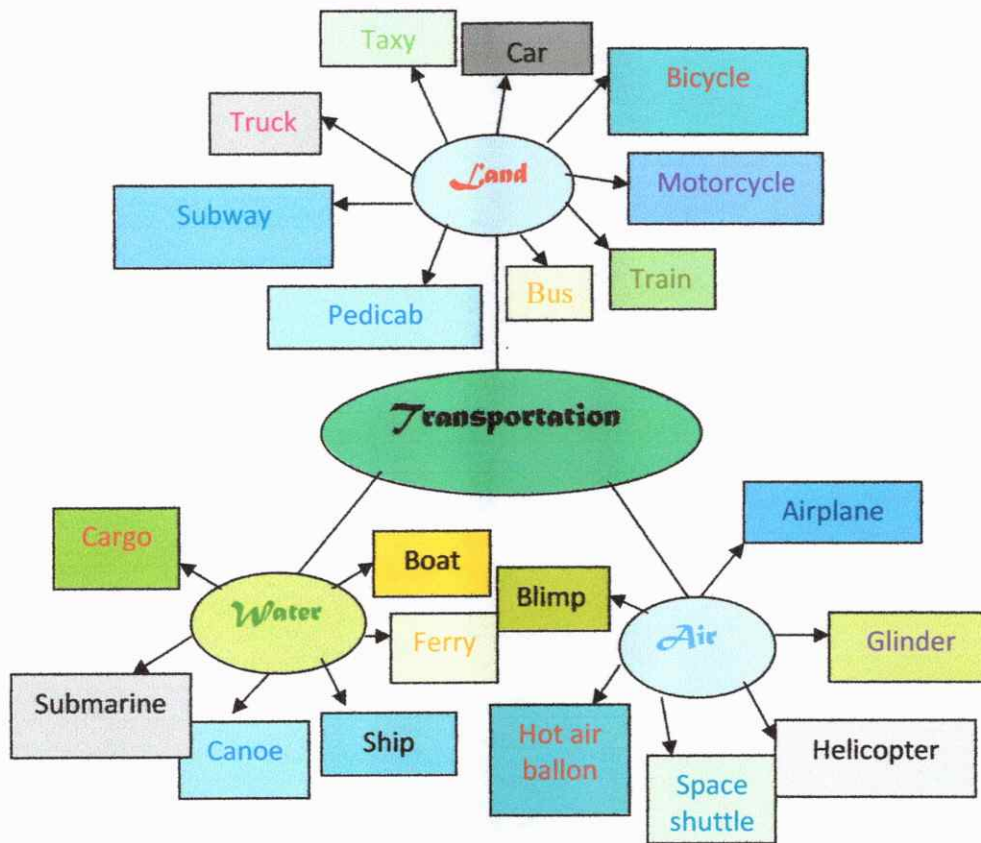 Taxy
Car
Bicycle
Truck
Land
Motorcycle
Subway
Train
Bus
Pedicab
Transportation
Airplane
Cargo
Boat
Blimp
Water
Ferry
Air
Glinder
Submarine
Canoe
Ship
Hot air
ballon
Helicopter
Space
shuttle